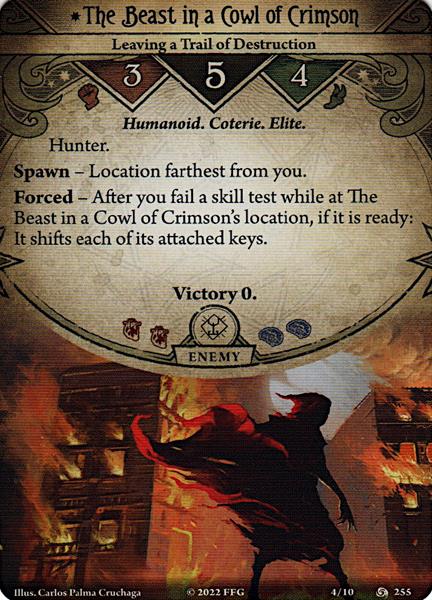 *The Beast in a Cowl of Crimson
Leaving a Trail of Destruction
3 5 4
Humanoid. Coterie. Elite.
Hunter.
Spawn – Location farthest from you.
Forced – After you fail a skill test while at The
Beast in a Cowl of Crimson's location, if it is ready:
It shifts each of its attached keys.
Victory 0.
ENEMY
Illus. Carlos Palma Cruchaga © 2022 FFG 4/10 255